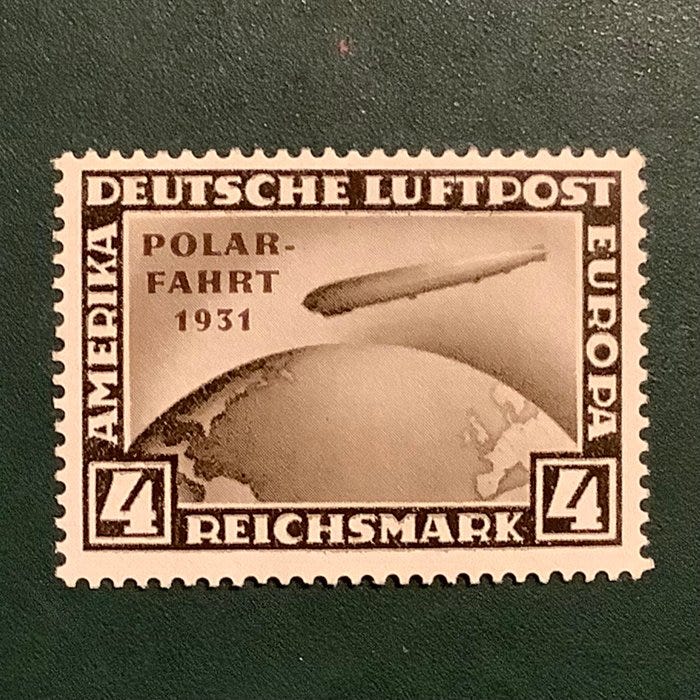 DEUTSCHE LUFTPOST
AMERIKA
POLAR-
FAHRT
1931
EUROPA
4
REICHSMARK
4